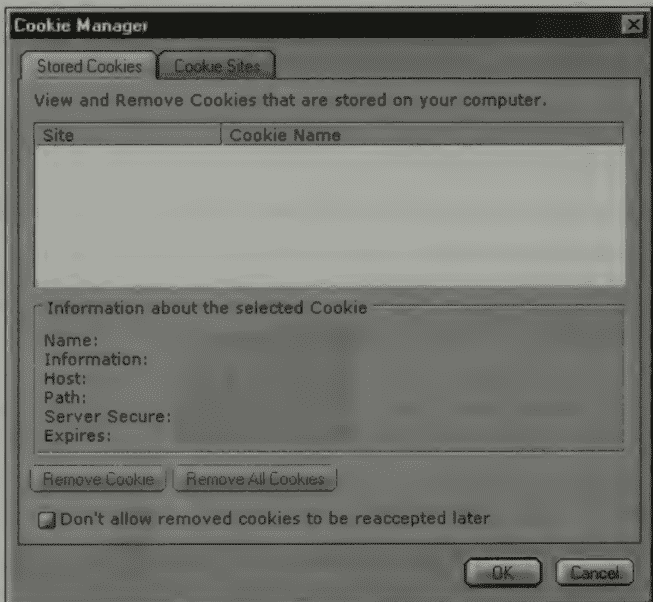 Cookie Manager
Stored Cookies Cookie Sites
View and Remove Cookies that are stored on your computer.
Site Cookie Name
Information about the selected Cookie
Name:
Information:
Host:
Path:
Server Secure:
Expires:
Remove Cookie Remove All Cookies
Don't allow removed cookies to be reaccepted later
OK Cancel